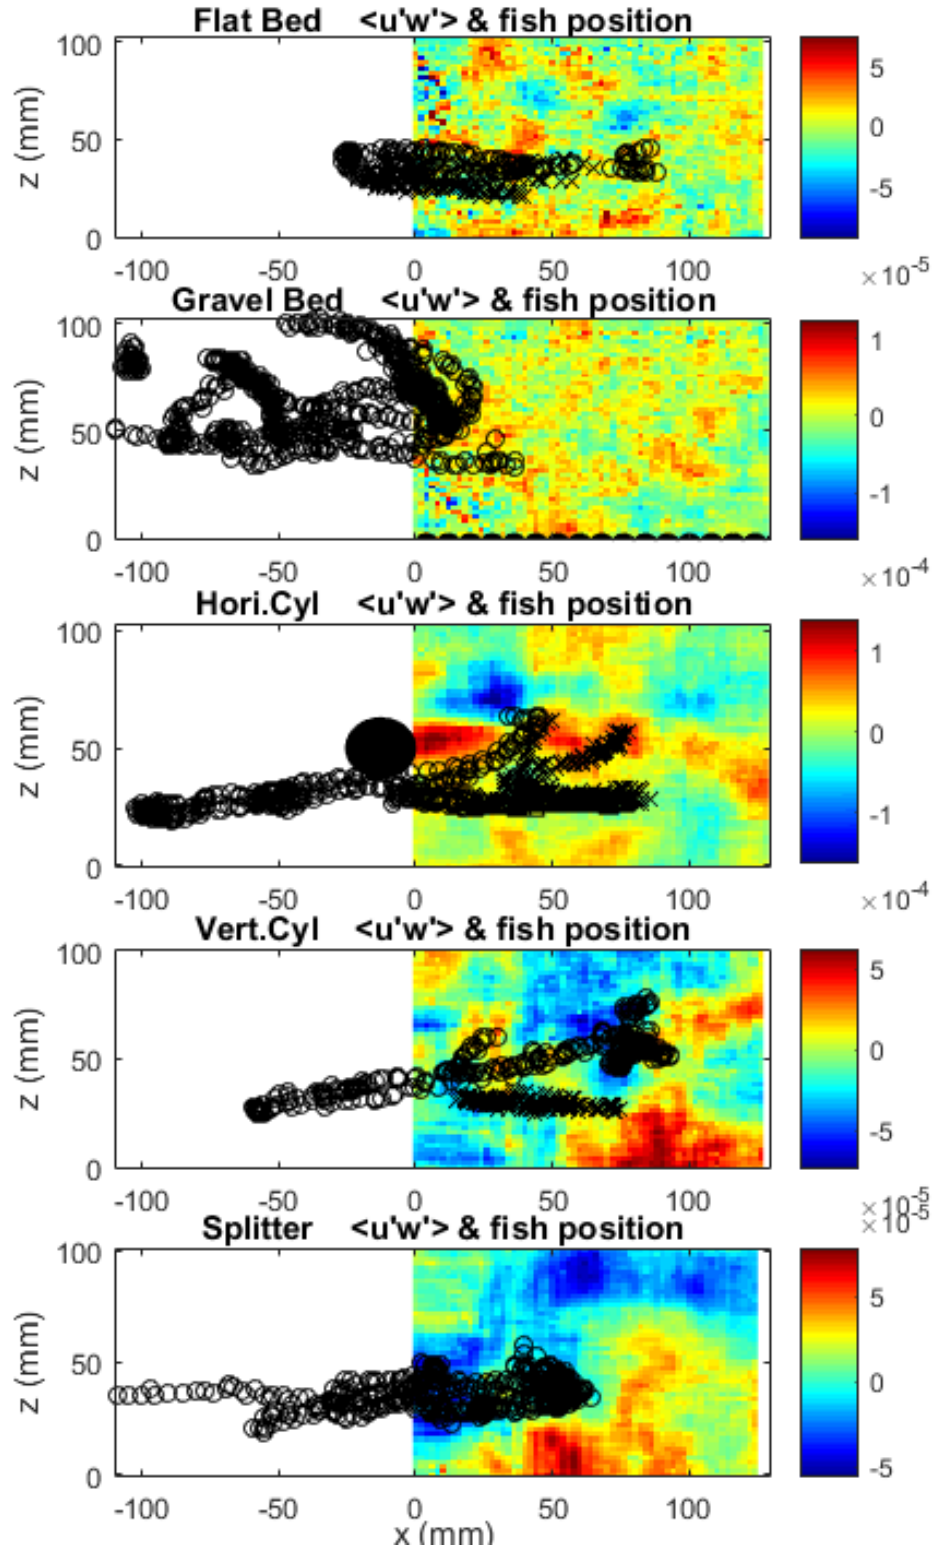 Flat Bed <u'w'> & fish position
100
50
0
z (mm)
-100 -50 0 50 100
5
0
-5
×10⁻⁵
Gravel Bed <u'w'> & fish position
100
50
0
z (mm)
-100 -50 0 50 100
1
0
-1
×10⁻⁴
Hori.Cyl <u'w'> & fish position
100
50
0
z (mm)
-100 -50 0 50 100
1
0
-1
×10⁻⁴
Vert.Cyl <u'w'> & fish position
100
50
0
z (mm)
-100 -50 0 50 100
5
0
-5
×10⁻⁵
×10⁻⁵
Splitter <u'w'> & fish position
100
50
0
z (mm)
-100 -50 0 50 100
x (mm)
5
0
-5